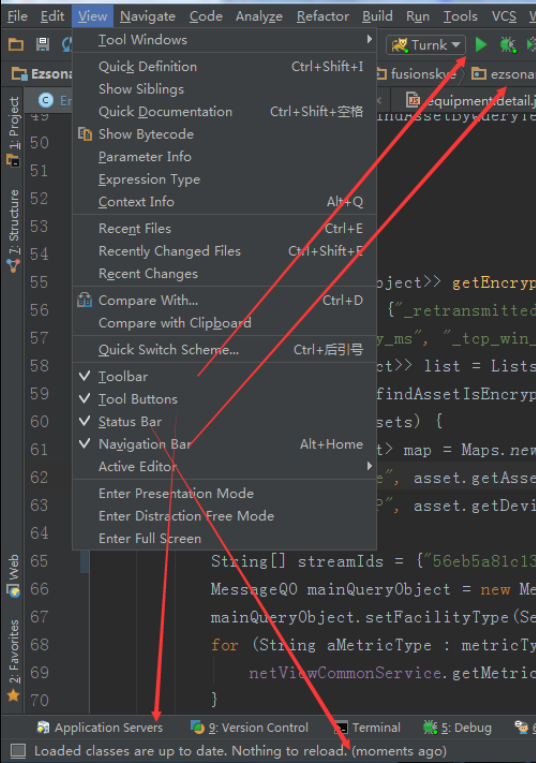 File Edit View Navigate Code Analyze Refactor Build Run Tools VCS
Tool Windows
Turnk
Quick Definition Ctrl+Shift+I
Ezsona
fusionskye ezsona
Show Siblings
1: Project
equipment.detail.j
Quick Documentation Ctrl+Shift+空格
49
Show Bytecode
50
Parameter Info
51
Expression Type
7: Structure
52
Context Info Alt+Q
53
Recent Files Ctrl+E
54
Recently Changed Files Ctrl+Shift+E
Recent Changes
55 ject>> getEncryp
Compare With... Ctrl+D
56 {"_retransmitted
Compare with Clipboard
57 y_ms", "_tcp_win_
Quick Switch Scheme... Ctrl+后引号
58 ct>> list = Lists
Toolbar
59 findAssetIsEncryp
Tool Buttons
60 sets) {
Status Bar
61 t> map = Maps.new
Navigation Bar Alt+Home
Active Editor
62 e", asset.getAsse
Enter Presentation Mode
63 P", asset.getDevi
Enter Distraction Free Mode
64
Enter Full Screen
Web
65 String[] streamIds = {"56eb5a81c13
66 MessageQO mainQueryObject = new Me
67 mainQueryObject.setFacilityType(Se
2: Favorites
68 for (String aMetricType : metricTy
69 netViewCommonService.getMetric
70 }
Application Servers 9: Version Control Terminal 5: Debug
Loaded classes are up to date. Nothing to reload. (moments ago)